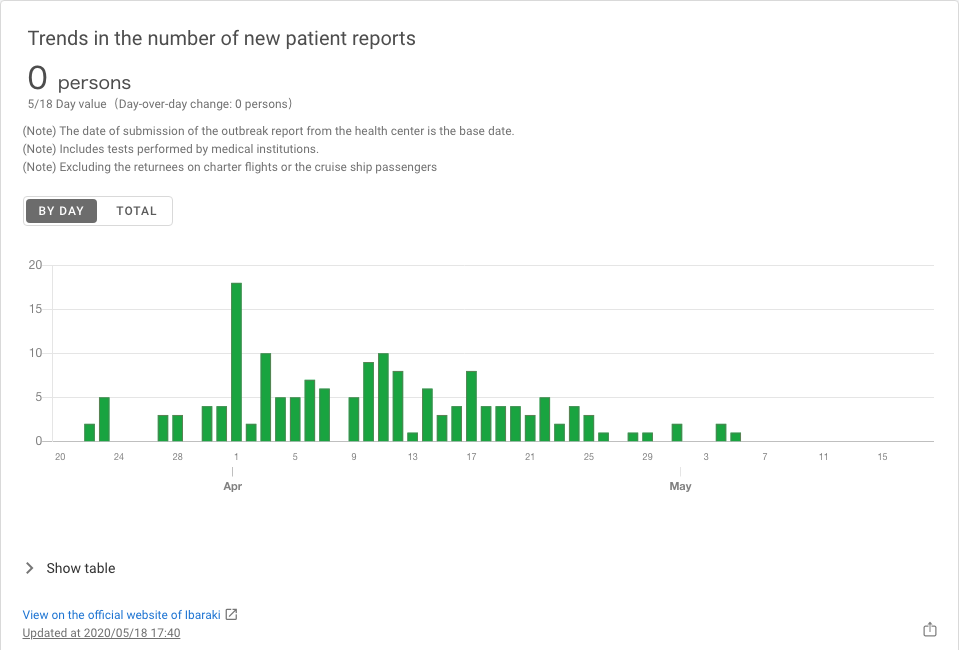 Trends in the number of new patient reports
0 persons
5/18 Day value (Day-over-day change: 0 persons)
(Note) The date of submission of the outbreak report from the health center is the base date.
(Note) Includes tests performed by medical institutions.
(Note) Excluding the returnees on charter flights or the cruise ship passengers
BY DAY TOTAL
20
15
10
5
0
20 24 28 1 5 9 13 17 21 25 29 3 7 11 15
Apr May
Show table
View on the official website of Ibaraki
Updated at 2020/05/18 17:40